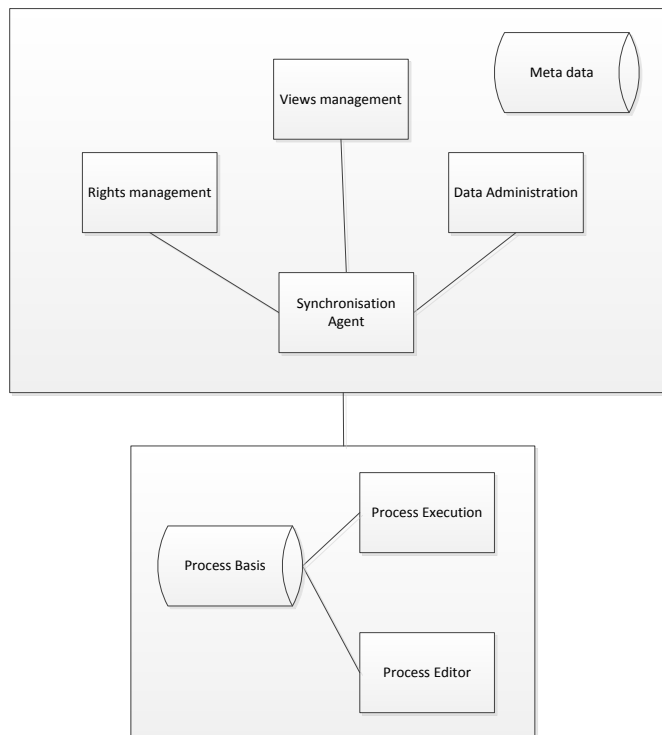 Meta data
Views management
Rights management
Data Administration
Synchronisation
Agent
Process Execution
Process Basis
Process Editor